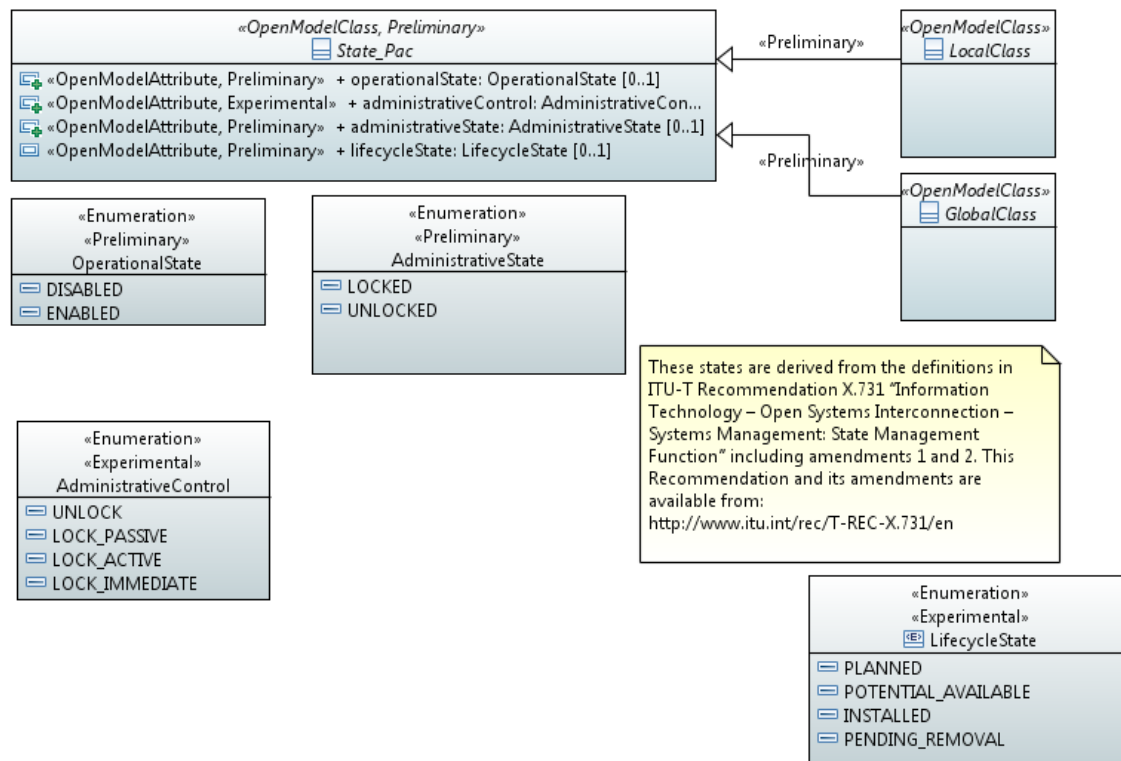 «OpenModelClass, Preliminary»
State_Pac
«OpenModelAttribute, Preliminary» + operationalState: OperationalState [0..1]
«OpenModelAttribute, Experimental» + administrativeControl: AdministrativeCon...
«OpenModelAttribute, Preliminary» + administrativeState: AdministrativeState [0..1]
«OpenModelAttribute, Preliminary» + lifecycleState: LifecycleState [0..1]
«Preliminary»
«OpenModelClass»
LocalClass
«Preliminary»
«OpenModelClass»
GlobalClass
«Enumeration»
«Preliminary»
OperationalState
DISABLED
ENABLED
«Enumeration»
«Preliminary»
AdministrativeState
LOCKED
UNLOCKED
These states are derived from the definitions in
ITU-T Recommendation X.731 "Information
Technology – Open Systems Interconnection –
Systems Management: State Management
Function" including amendments 1 and 2. This
Recommendation and its amendments are
available from:
http://www.itu.int/rec/T-REC-X.731/en
«Enumeration»
«Experimental»
AdministrativeControl
UNLOCK
LOCK_PASSIVE
LOCK_ACTIVE
LOCK_IMMEDIATE
«Enumeration»
«Experimental»
«E» LifecycleState
PLANNED
POTENTIAL_AVAILABLE
INSTALLED
PENDING_REMOVAL